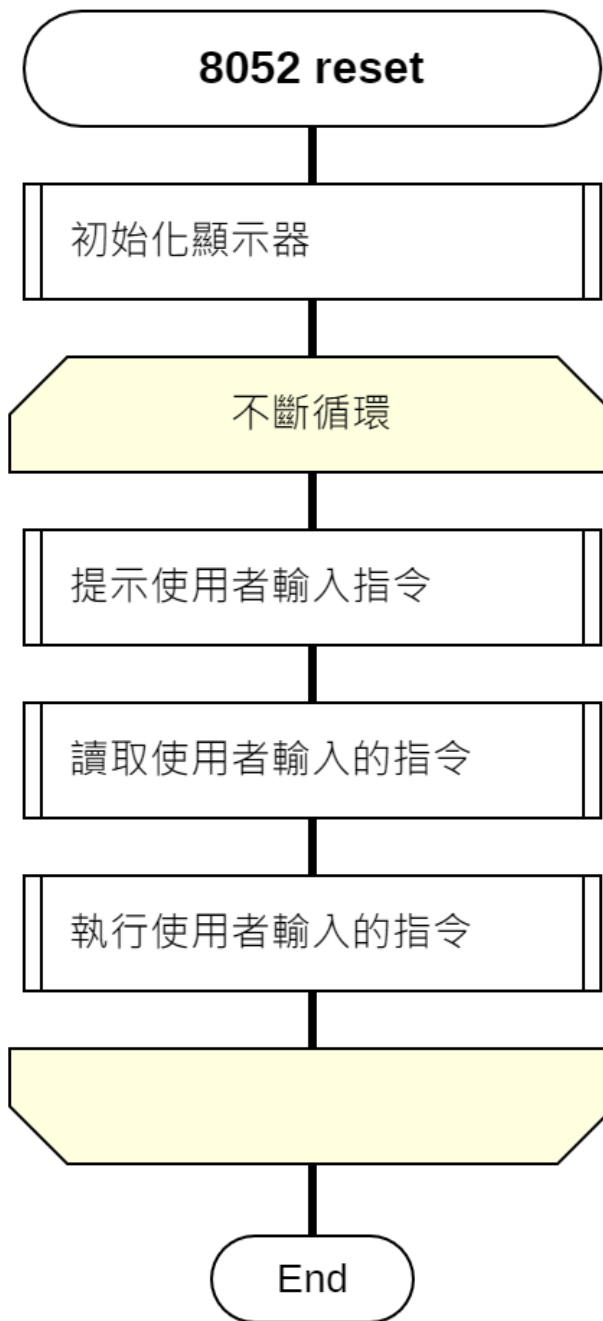 8052 reset
初始化顯示器
不斷循環
提示使用者輸入指令
讀取使用者輸入的指令
執行使用者輸入的指令
End